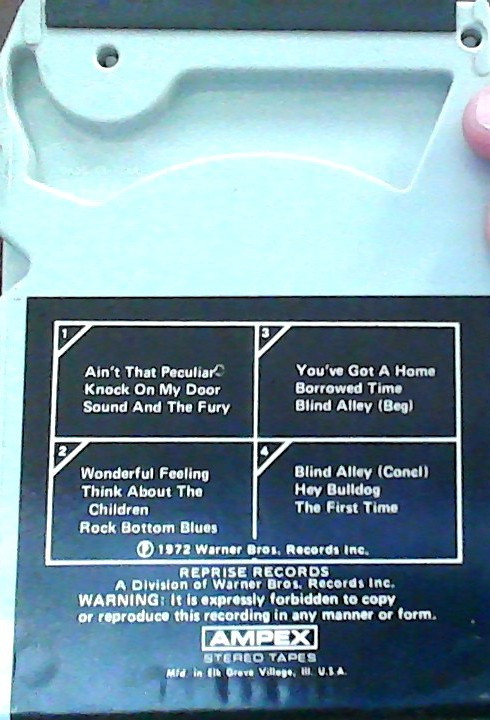 1
Ain't That Peculiar
Knock On My Door
Sound And The Fury
2
Wonderful Feeling
Think About The
Children
Rock Bottom Blues
3
You've Got A Home
Borrowed Time
Blind Alley (Beg)
4
Blind Alley (Concl)
Hey Bulldog
The First Time
Ⓟ 1972 Warner Bros. Records Inc.
REPRISE RECORDS
A Division of Warner Bros. Records Inc.
WARNING: It is expressly forbidden to copy
or reproduce this recording in any manner or form.
AMPEX
STEREO TAPES
Mfd. in Elk Grove Village, Ill. U.S.A.